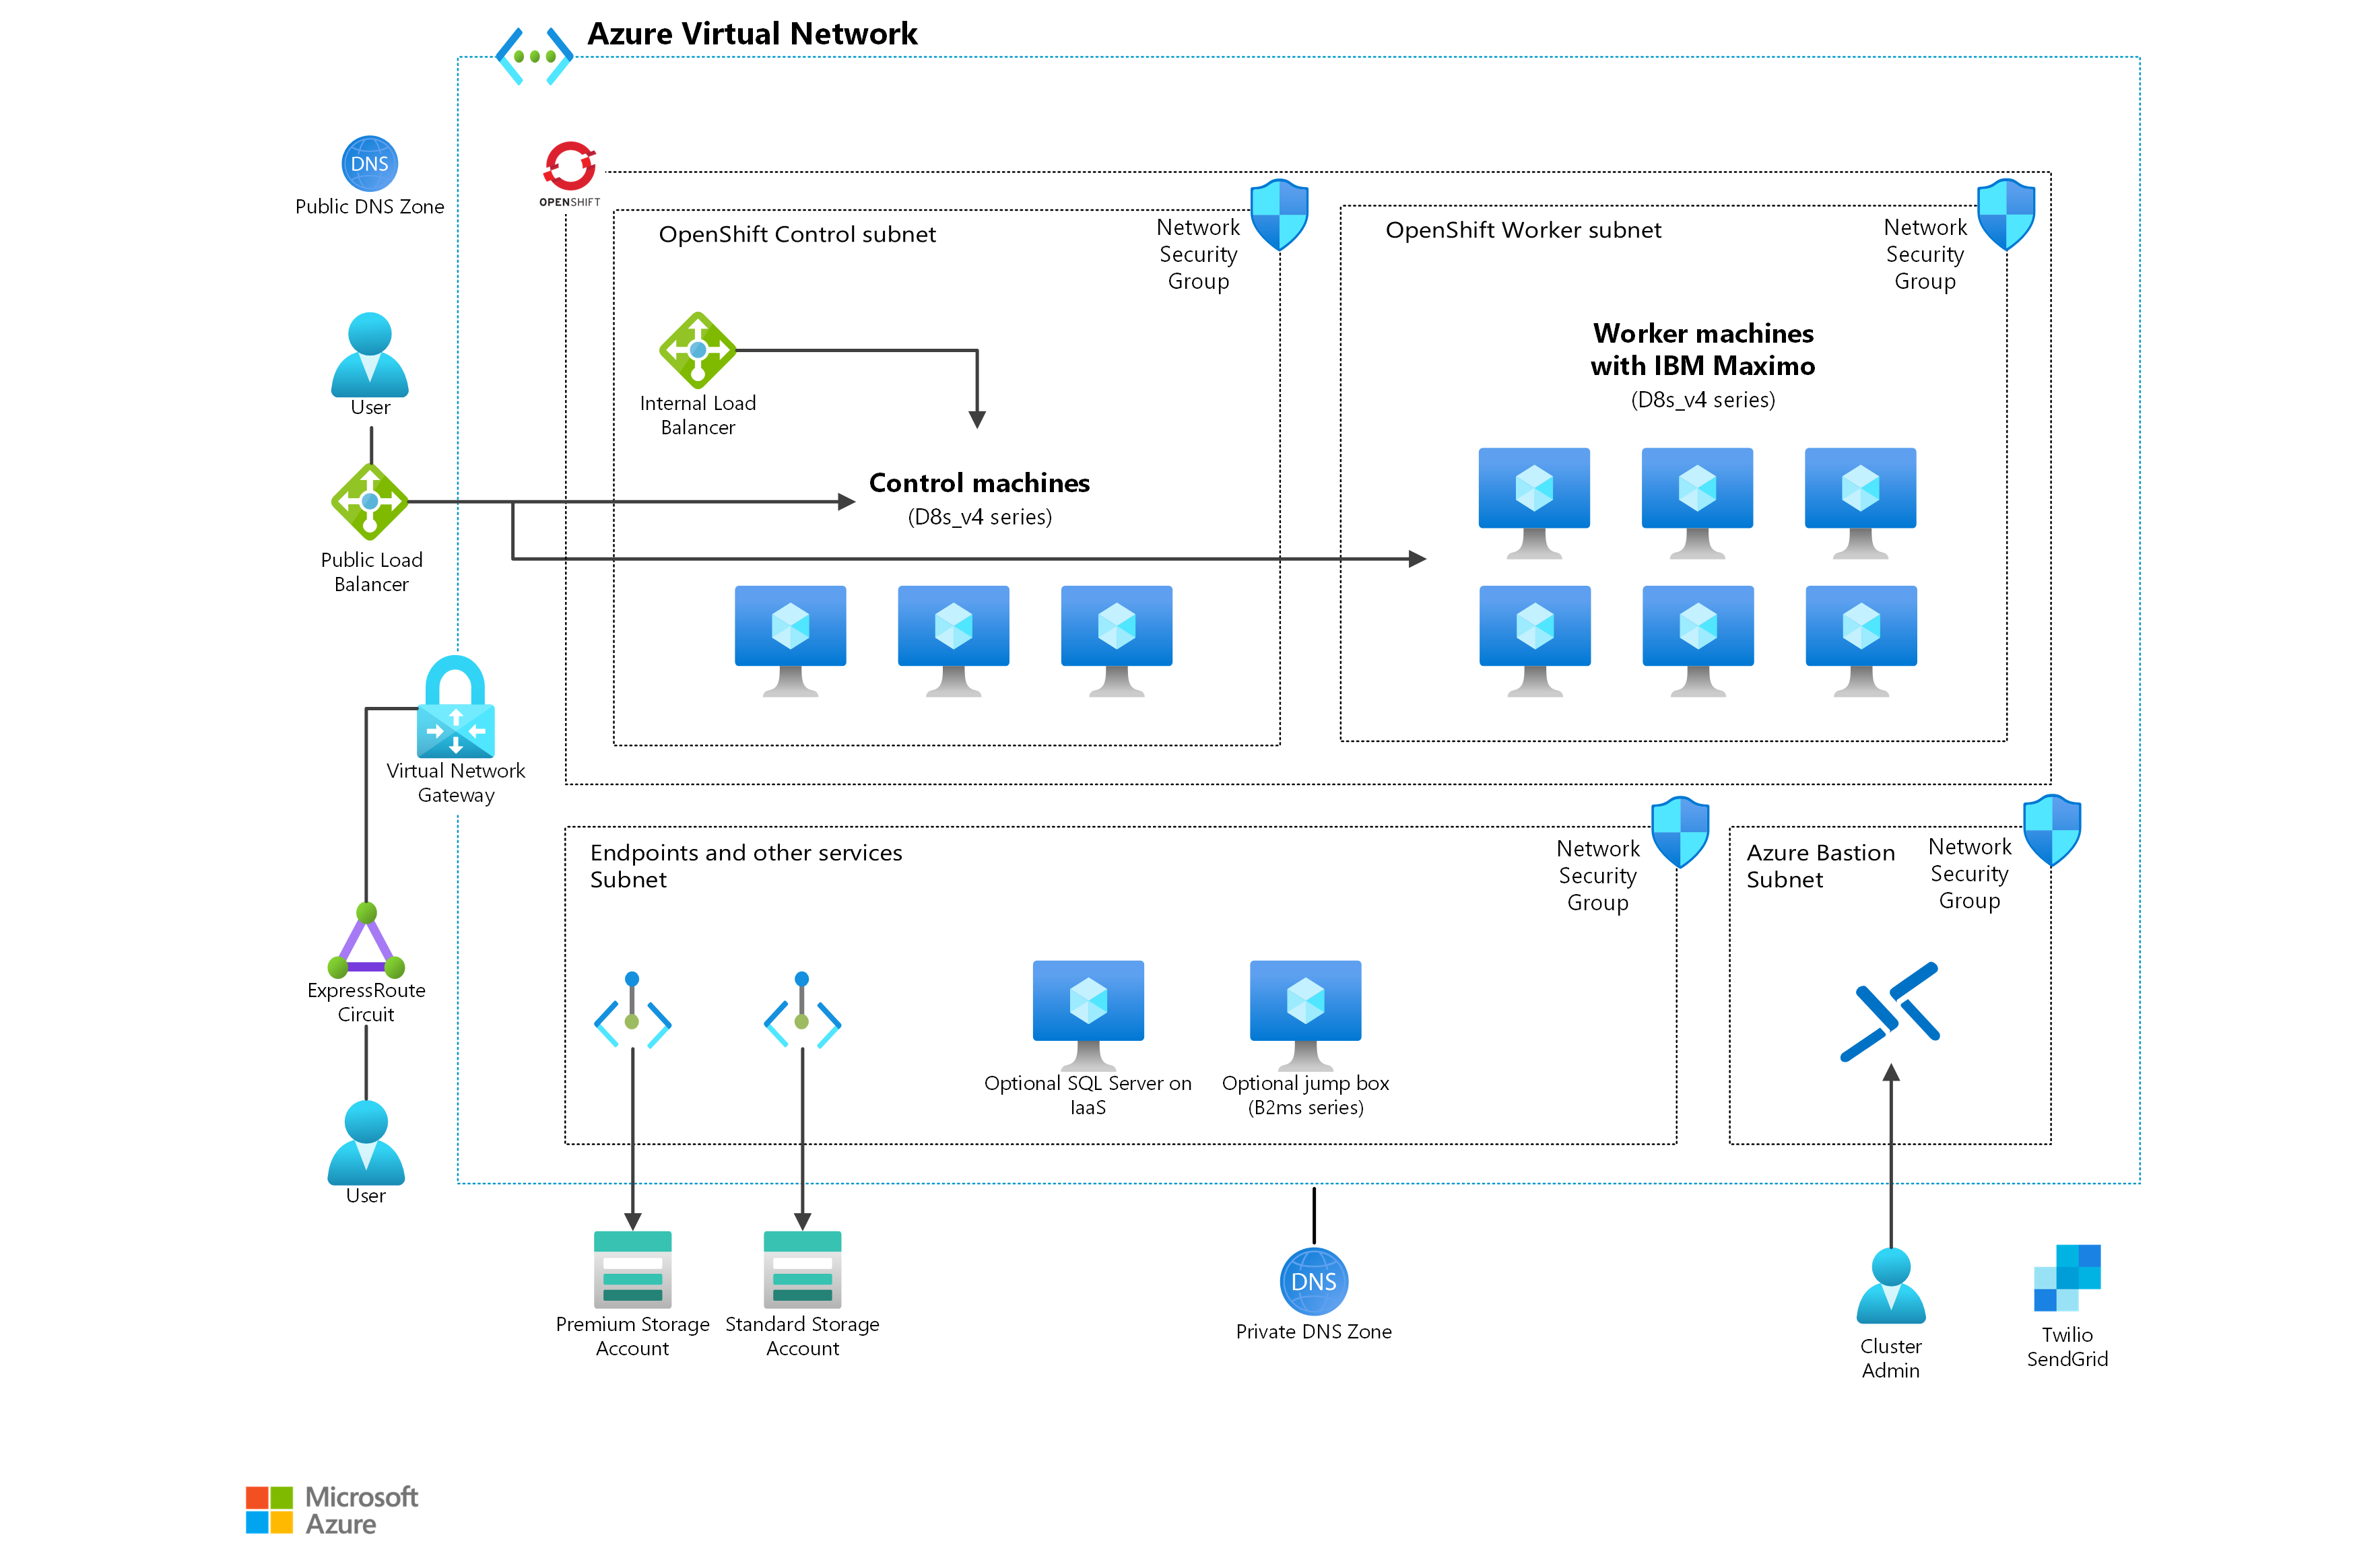 Azure Virtual Network
DNS
Public DNS Zone
OPENSHIFT
OpenShift Control subnet
Network
Security
Group
OpenShift Worker subnet
Network
Security
Group
User
Internal Load
Balancer
Worker machines
with IBM Maximo
(D8s_v4 series)
Control machines
(D8s_v4 series)
Public Load
Balancer
Virtual Network
Gateway
Endpoints and other services
Subnet
Network
Security
Group
Azure Bastion
Subnet
Network
Security
Group
ExpressRoute
Circuit
Optional SQL Server on
IaaS
Optional jump box
(B2ms series)
User
Premium Storage
Account
Standard Storage
Account
DNS
Private DNS Zone
Cluster
Admin
Twilio
SendGrid
Microsoft
Azure